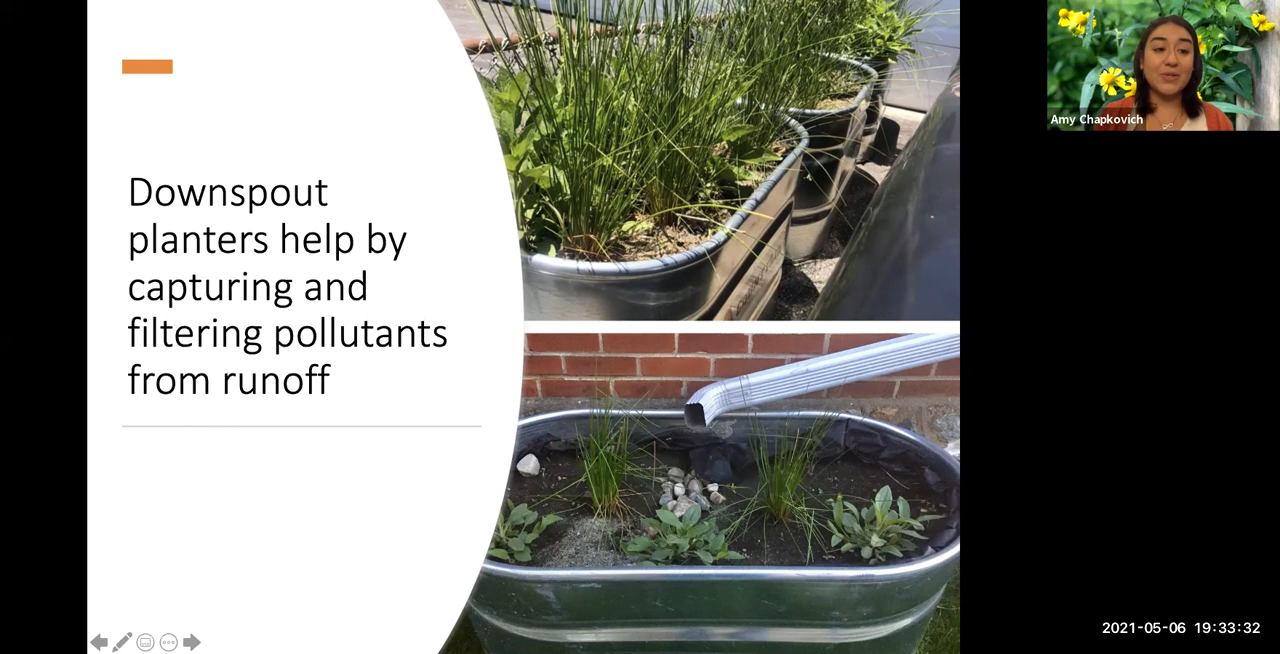 Downspout
planters help by
capturing and
filtering pollutants
from runoff
Amy Chapkovich
2021-05-06 19:33:32